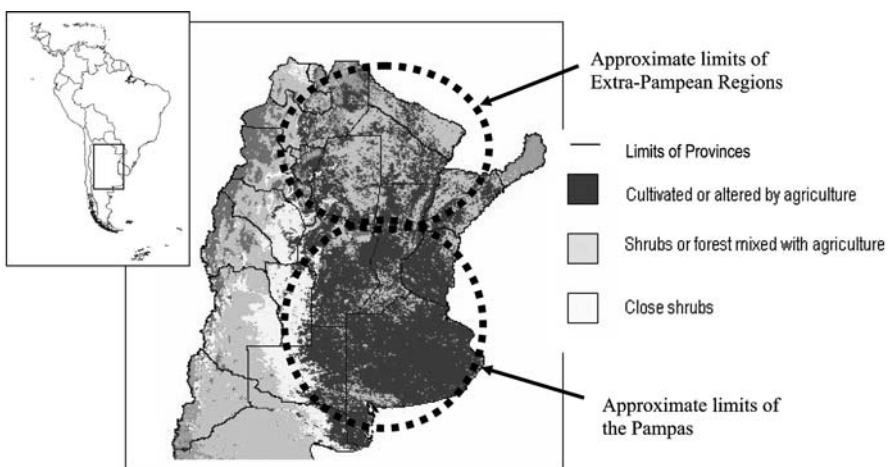 Approximate limits of
Extra-Pampean Regions
Limits of Provinces
Cultivated or altered by agriculture
Shrubs or forest mixed with agriculture
Close shrubs
Approximate limits of
the Pampas